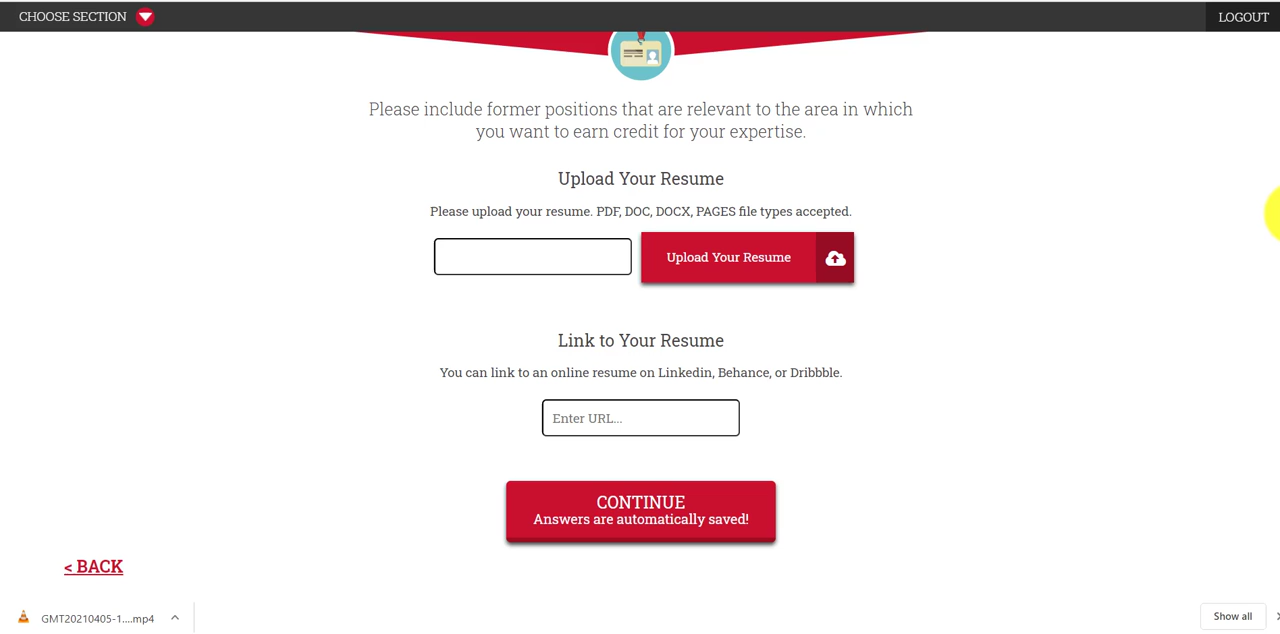 CHOOSE SECTION
LOGOUT
Please include former positions that are relevant to the area in which
you want to earn credit for your expertise.
Upload Your Resume
Please upload your resume. PDF, DOC, DOCX, PAGES file types accepted.
Upload Your Resume
Link to Your Resume
You can link to an online resume on Linkedin, Behance, or Dribbble.
Enter URL...
CONTINUE
Answers are automatically saved!
< BACK
GMT20210405-1....mp4
Show all